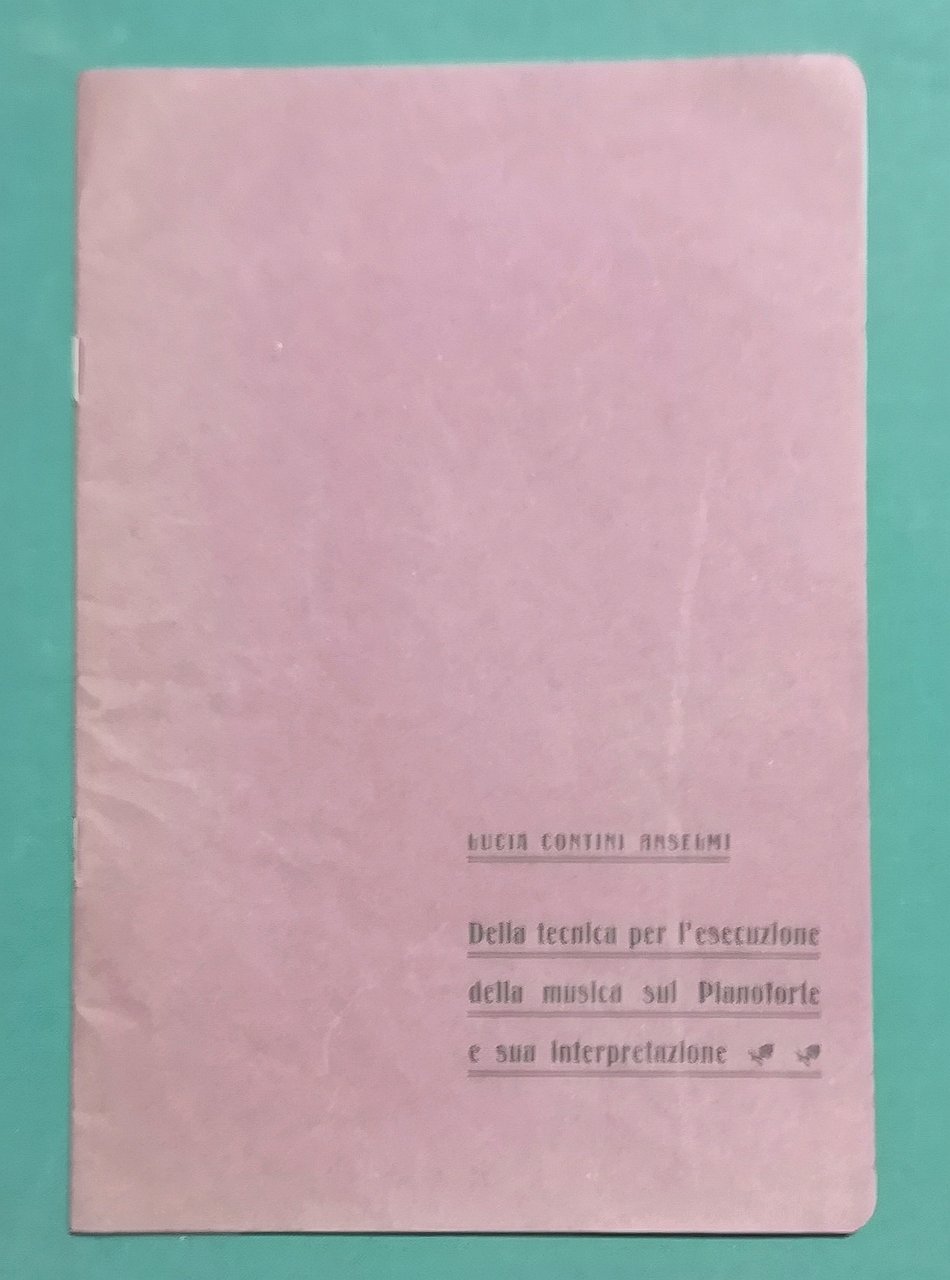 LUCIA CONTINI ANSELMI
Della tecnica per l'esecuzione
della musica sul Pianoforte
e sua interpretazione